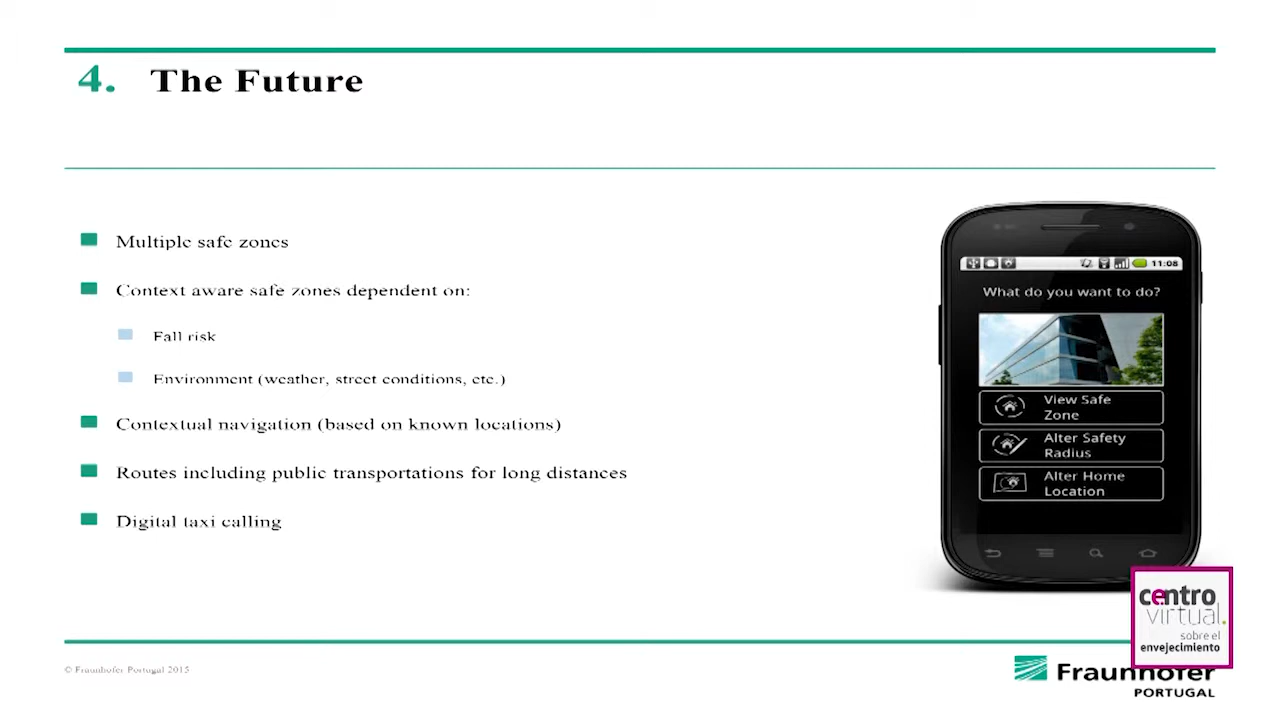 4. The Future
Multiple safe zones
Context aware safe zones dependent on:
Fall risk
Environment (weather, street conditions, etc.)
Contextual navigation (based on known locations)
Routes including public transportations for long distances
Digital taxi calling
11:08
What do you want to do?
View Safe
Zone
Alter Safety
Radius
Alter Home
Location
centro
virtual.
sobre el
envejecimiento
© Fraunhofer Portugal 2015
Fraunhofer
PORTUGAL